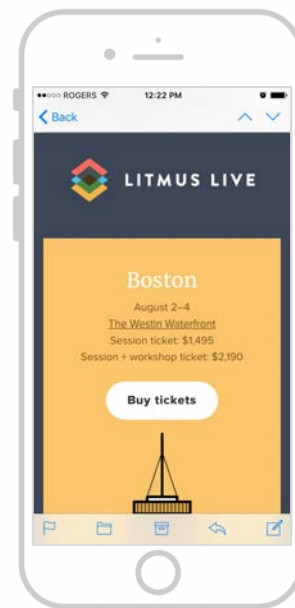 ROGERS 12:22 PM
Back
LITMUS LIVE
Boston
August 2–4
The Westin Waterfront
Session ticket: $1,495
Session + workshop ticket: $2,190
Buy tickets